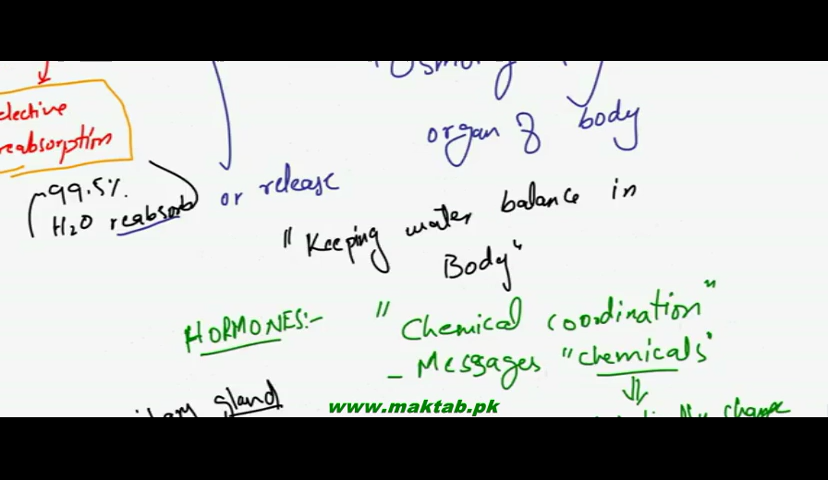 organ of body
elective
reabsorption
~99.5%
H₂O reabsorb
or release
"Keeping water balance in
Body"
HORMONES:- "Chemical coordination"
- Messages "chemicals"
gland
www.maktab.pk
change